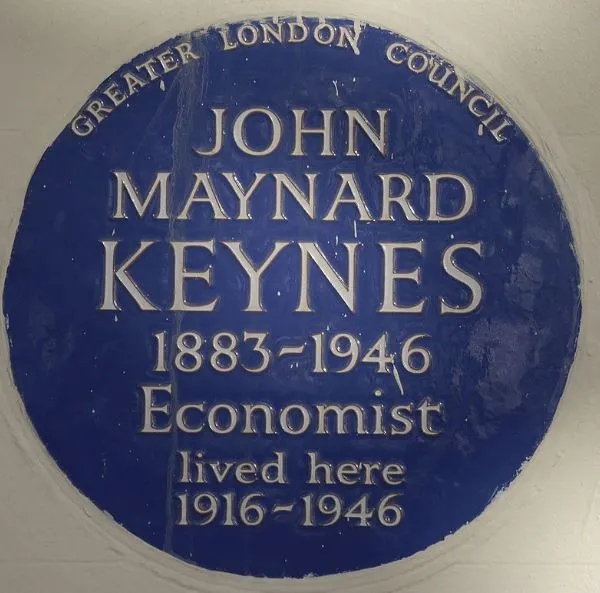 GREATER LONDON COUNCIL
JOHN
MAYNARD
KEYNES
1883~1946
Economist
lived here
1916~1946